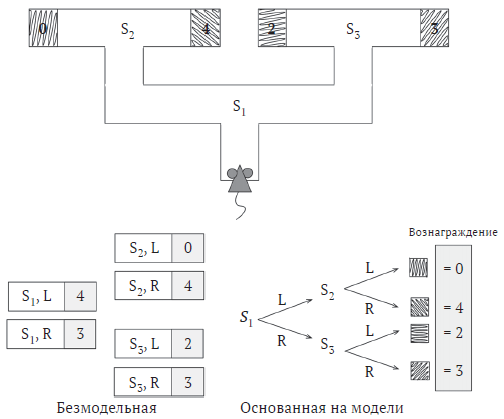 0 S₂ 4 2 S₃ 3
S₁
Вознаграждение
S₂, L 0
S₂, R 4
S₁, L 4
S₁, R 3
S₃, L 2
S₃, R 3
S₁
L
R
S₂
S₃
L
R
L
R
= 0
= 4
= 2
= 3
Безмодельная
Основанная на модели